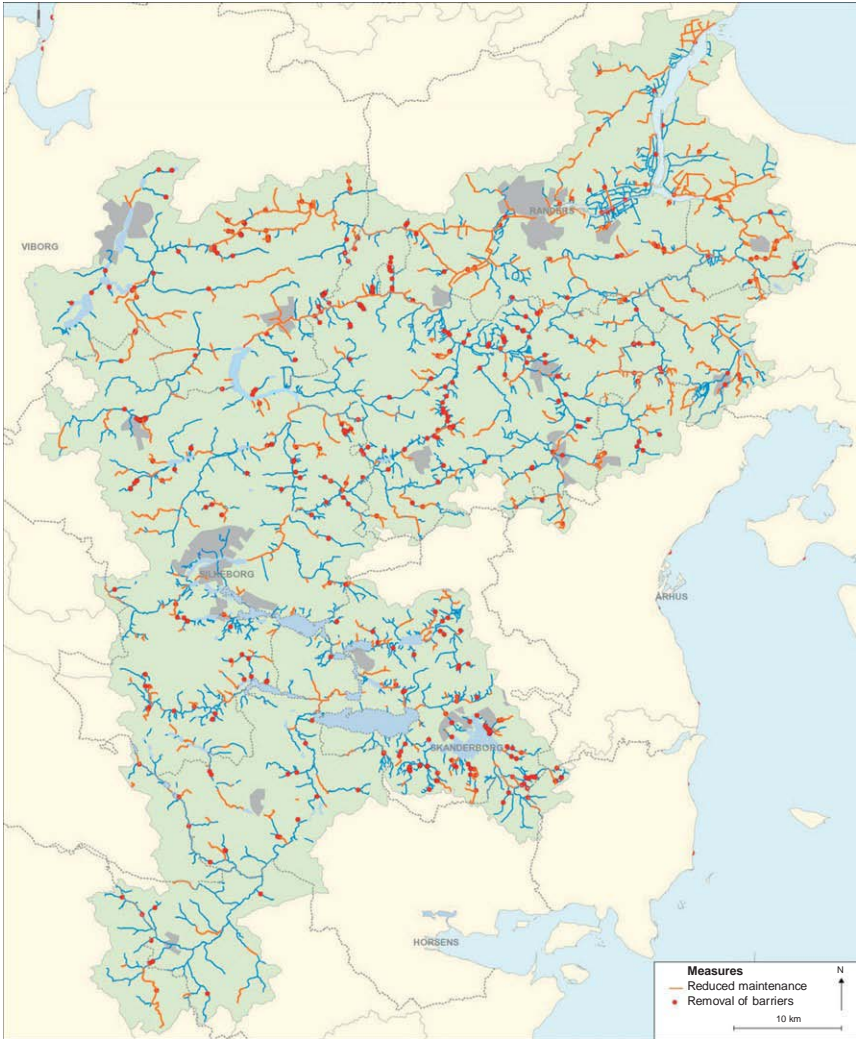 RANDERS
VIBORG
SILKEBORG
ÅRHUS
SKANDERBORG
HORSENS
Measures
N
Reduced maintenance
Removal of barriers
10 km